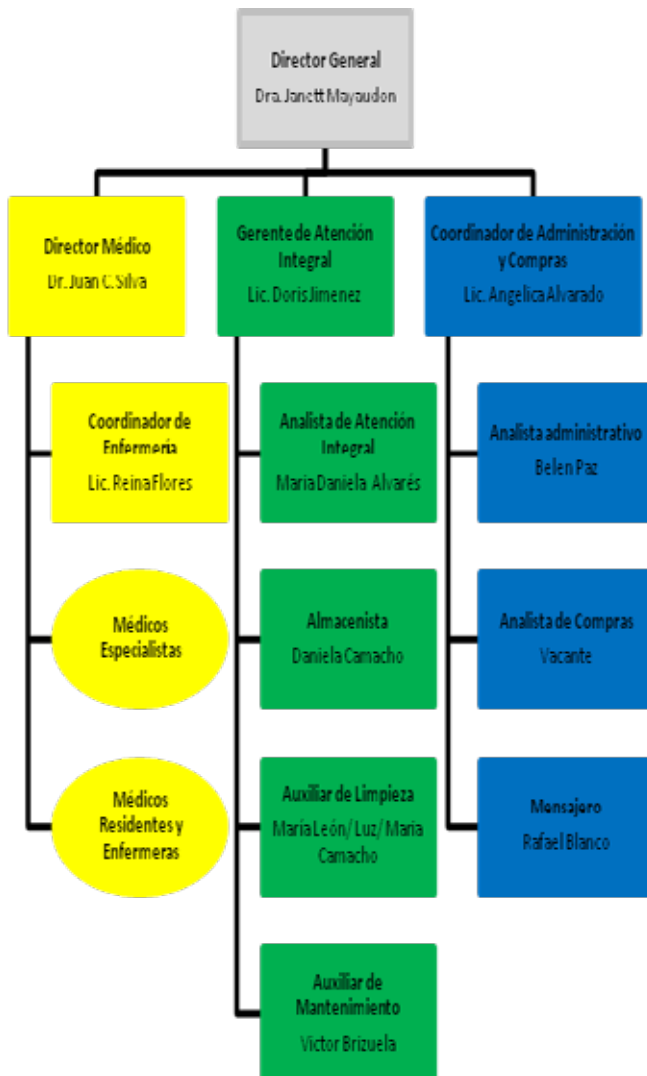 Director General
Dra. Janett Mayaudon
Director Médico
Dr. Juan C. Silva
Gerente de Atención
Integral
Lic. Doris Jimenez
Coordinador de Administración
y Compras
Lic. Angelica Alvarado
Coordinador de
Enfermería
Lic. Reina Flores
Analista de Atención
Integral
Maria Daniela Alvarés
Analista administrativo
Belen Paz
Médicos
Especialistas
Almacenista
Daniela Camacho
Analista de Compras
Vacante
Médicos
Residentes y
Enfermeras
Auxiliar de Limpieza
María León/ Luz/ Maria
Camacho
Mensajero
Rafael Blanco
Auxiliar de
Mantenimiento
Victor Brizuela